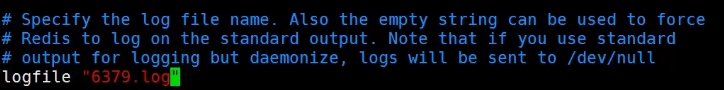 # Specify the log file name. Also the empty string can be used to force
# Redis to log on the standard output. Note that if you use standard
# output for logging but daemonize, logs will be sent to /dev/null
logfile "6379.log"